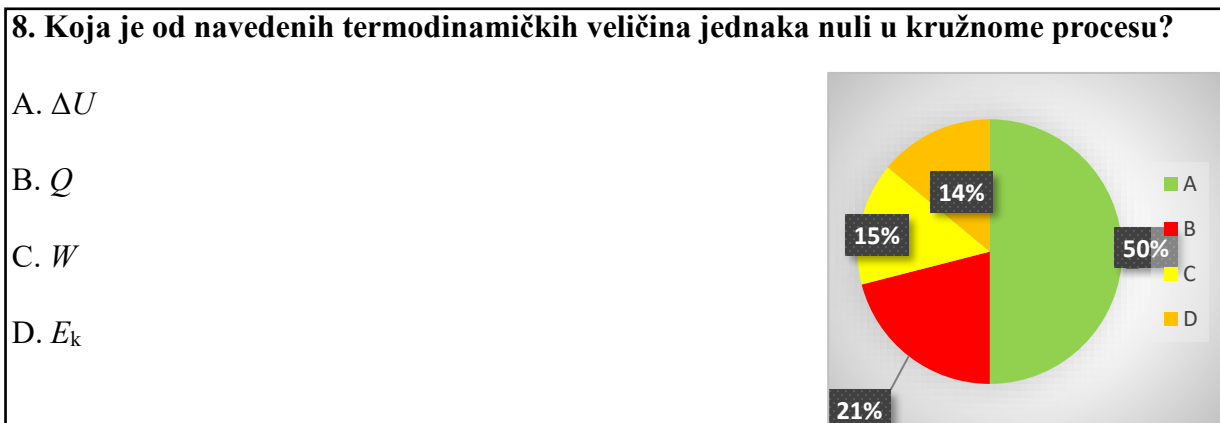 8. Koja je od navedenih termodinamičkih veličina jednaka nuli u kružnome procesu?
A. ΔU
B. Q
C. W
D. Eₖ
14%
15%
50%
21%
A
B
C
D